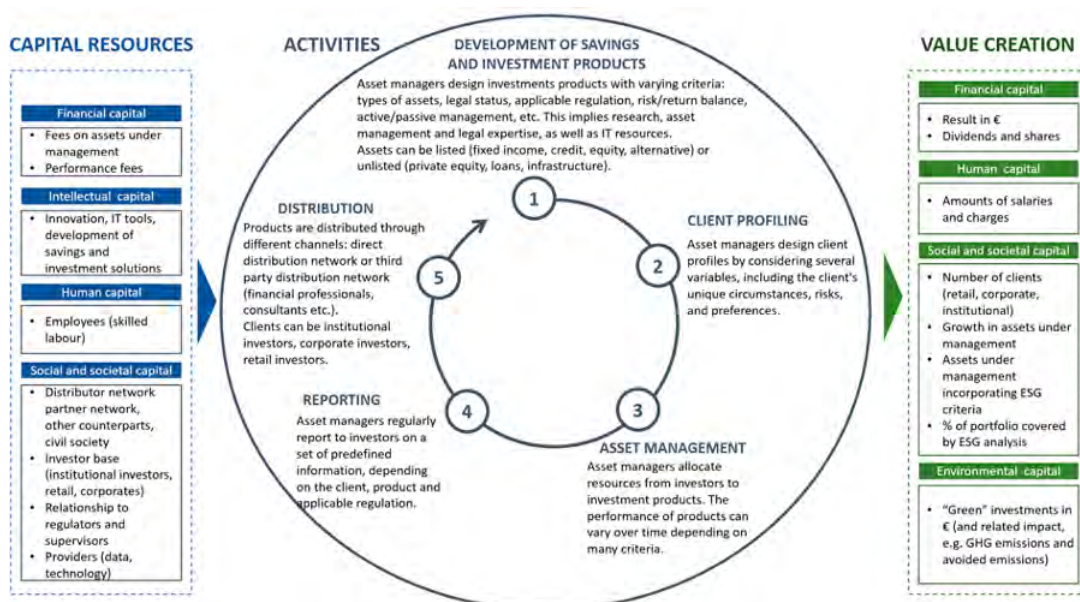 CAPITAL RESOURCES
Financial capital
• Fees on assets under
management
• Performance fees
Intellectual capital
• Innovation, IT tools,
development of
savings and
investment solutions
Human capital
• Employees (skilled
labour)
Social and societal capital
• Distributor network
partner network,
other counterparts,
civil society
• Investor base
(institutional investors,
retail, corporates)
• Relationship to
regulators and
supervisors
• Providers (data,
technology)
ACTIVITIES
DEVELOPMENT OF SAVINGS
AND INVESTMENT PRODUCTS
Asset managers design investments products with varying criteria:
types of assets, legal status, applicable regulation, risk/return balance,
active/passive management, etc. This implies research, asset
management and legal expertise, as well as IT resources.
Assets can be listed (fixed income, credit, equity, alternative) or
unlisted (private equity, loans, infrastructure).
1
CLIENT PROFILING
Asset managers design client
profiles by considering several
variables, including the client's
unique circumstances, risks,
and preferences.
2
3
ASSET MANAGEMENT
Asset managers allocate
resources from investors to
investment products. The
performance of products can
vary over time depending on
many criteria.
4
REPORTING
Asset managers regularly
report to investors on a
set of predefined
information, depending
on the client, product and
applicable regulation.
5
DISTRIBUTION
Products are distributed through
different channels: direct
distribution network or third
party distribution network
(financial professionals,
consultants etc.).
Clients can be institutional
investors, corporate investors,
retail investors.
VALUE CREATION
Financial capital
• Result in €
• Dividends and shares
Human capital
• Amounts of salaries
and charges
Social and societal capital
• Number of clients
(retail, corporate,
institutional)
• Growth in assets under
management
• Assets under
management
incorporating ESG
criteria
• % of portfolio covered
by ESG analysis
Environmental capital
• "Green" investments in
€ (and related impact,
e.g. GHG emissions and
avoided emissions)